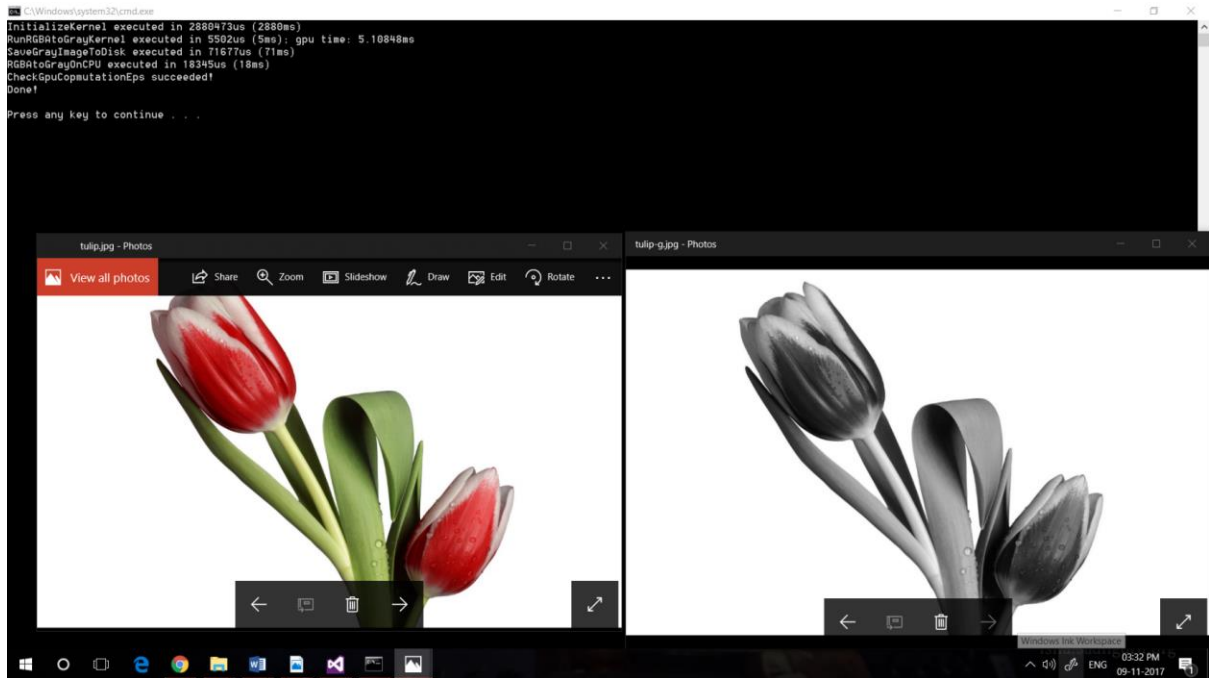 C:\Windows\system32\cmd.exe
InitializeKernel executed in 2880473us (2880ms)
RunRGBAtoGrayKernel executed in 5502us (5ms); gpu time: 5.10848ms
SaveGrayImageToDisk executed in 71677us (71ms)
RGBAtoGrayOnCPU executed in 18345us (18ms)
CheckGpuCopmutationEps succeeded!
Done!
Press any key to continue . . .
tulip.jpg - Photos
View all photos Share Zoom Slideshow Draw Edit Rotate ...
tulip-g.jpg - Photos
Windows Ink Workspace
ENG
03:32 PM
09-11-2017